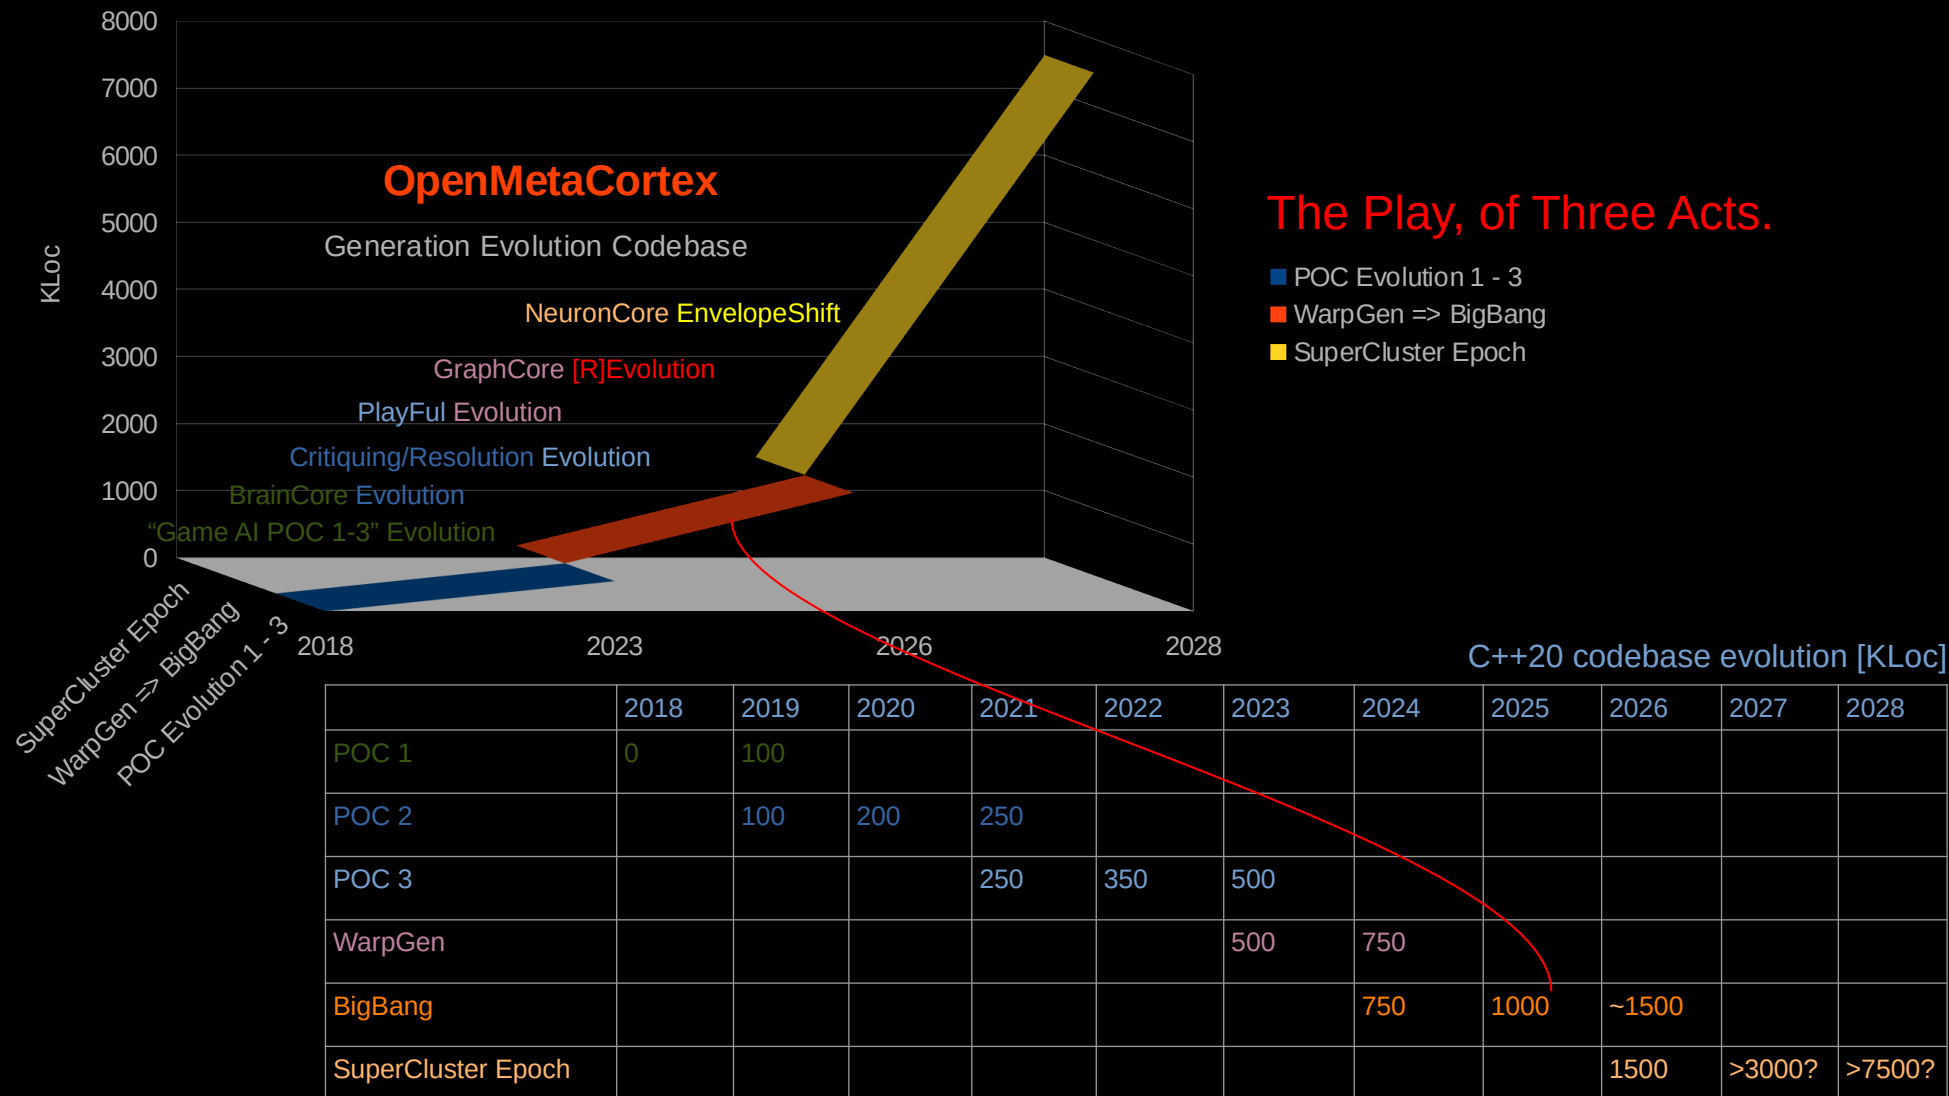 8000
7000
6000
5000
4000
3000
2000
1000
0
KLoc
OpenMetaCortex
Generation Evolution Codebase
NeuronCore EnvelopeShift
GraphCore [R]Evolution
PlayFul Evolution
Critiquing/Resolution Evolution
BrainCore Evolution
“Game AI POC 1-3” Evolution
The Play, of Three Acts.
POC Evolution 1 - 3
WarpGen => BigBang
SuperCluster Epoch
SuperCluster Epoch
WarpGen => BigBang
POC Evolution 1 - 3
2018 2023 2026 2028
C++20 codebase evolution [KLoc]
2018 2019 2020 2021 2022 2023 2024 2025 2026 2027 2028
POC 1 0 100
POC 2 100 200 250
POC 3 250 350 500
WarpGen 500 750
BigBang 750 1000 ~1500
SuperCluster Epoch 1500 >3000? >7500?